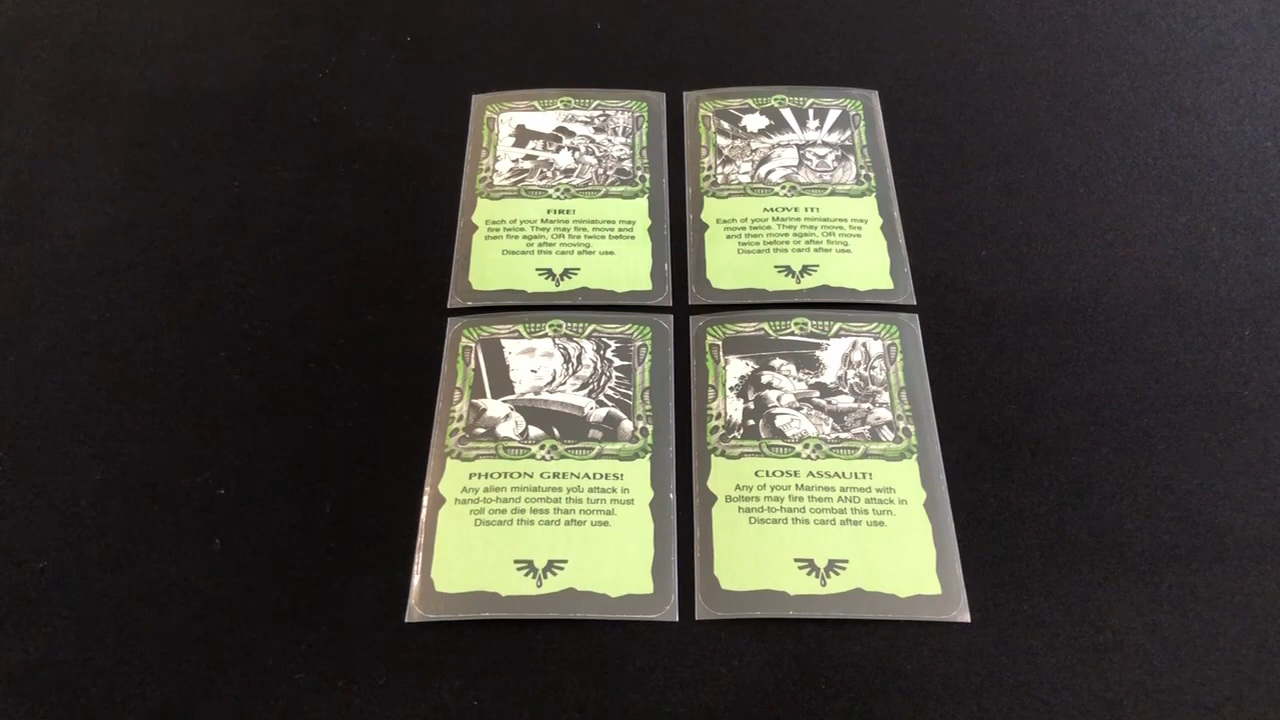 FIRE!
Each of your Marine miniatures may
fire twice. They may fire, move and
then fire again, OR fire twice before
or after moving.
Discard this card after use.
MOVE IT!
Each of your Marine miniatures may
move twice. They may move, fire
and then move again, OR move
twice before or after firing.
Discard this card after use.
PHOTON GRENADES!
Any alien miniatures you attack in
hand-to-hand combat this turn must
roll one die less than normal.
Discard this card after use.
CLOSE ASSAULT!
Any of your Marines armed with
Bolters may fire them AND attack in
hand-to-hand combat this turn.
Discard this card after use.